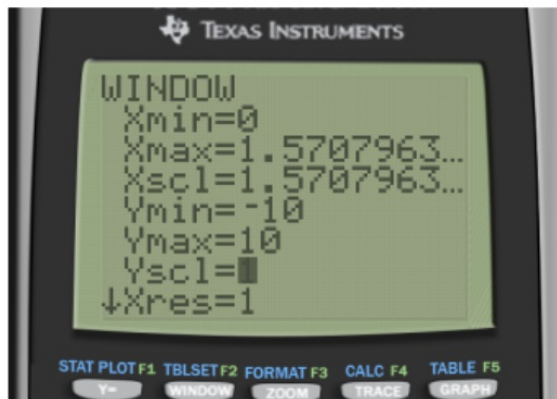 TEXAS INSTRUMENTS
WINDOW
Xmin=0
Xmax=1.5707963…
Xscl=1.5707963…
Ymin=-10
Ymax=10
Yscl=1
↓Xres=1
STAT PLOT F1 TBLSET F2 FORMAT F3 CALC F4 TABLE F5
Y= WINDOW ZOOM TRACE GRAPH